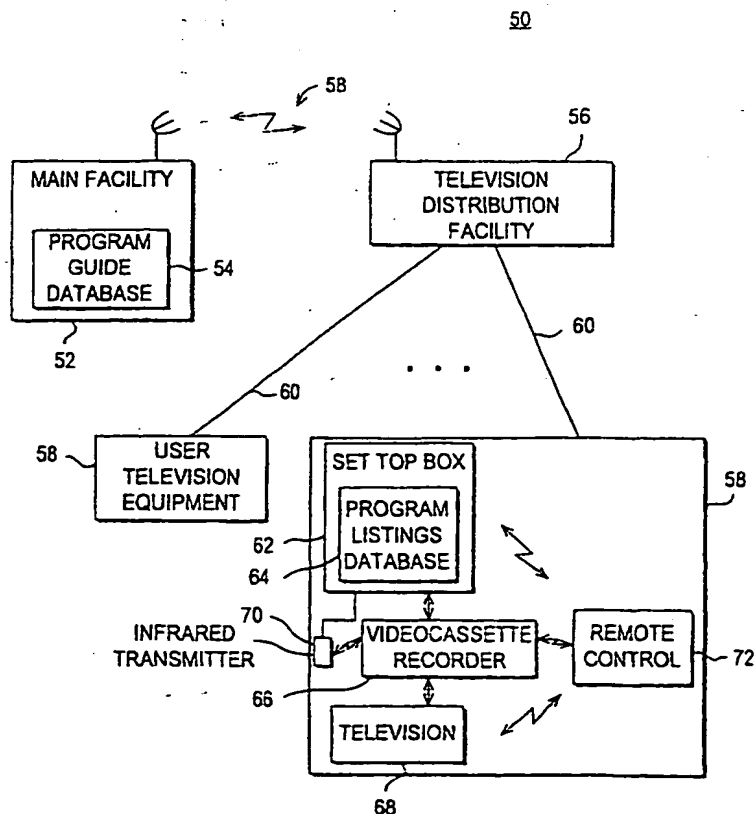 50
58
56
MAIN FACILITY
PROGRAM
GUIDE
DATABASE
54
52
TELEVISION
DISTRIBUTION
FACILITY
60
60
58
USER
TELEVISION
EQUIPMENT
SET TOP BOX
58
PROGRAM
LISTINGS
DATABASE
62
64
70
INFRARED
TRANSMITTER
VIDEOCASSETTE
RECORDER
REMOTE
CONTROL
72
66
TELEVISION
68